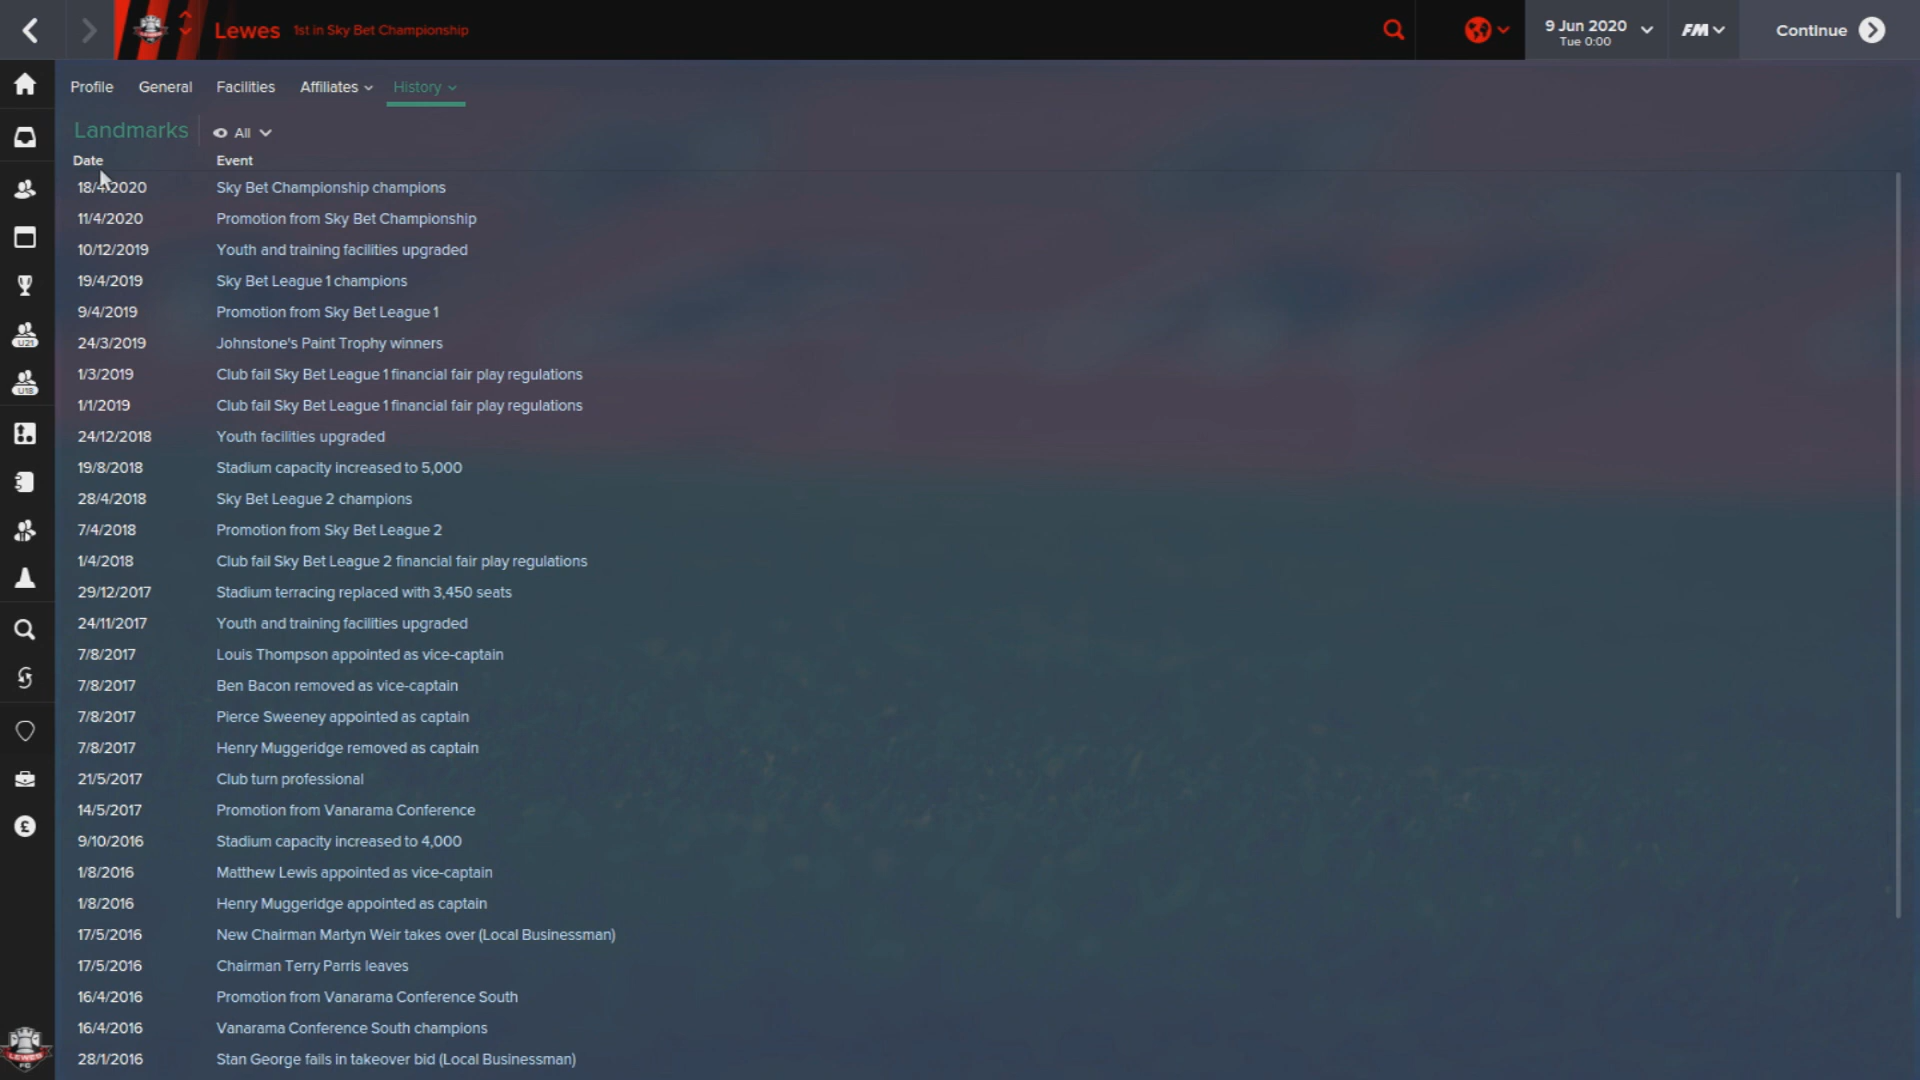 Lewes 1st in Sky Bet Championship
9 Jun 2020
Tue 0:00
FM
Continue
Profile General Facilities Affiliates History
Landmarks All
Date Event
18/4/2020 Sky Bet Championship champions
11/4/2020 Promotion from Sky Bet Championship
10/12/2019 Youth and training facilities upgraded
19/4/2019 Sky Bet League 1 champions
9/4/2019 Promotion from Sky Bet League 1
24/3/2019 Johnstone's Paint Trophy winners
1/3/2019 Club fail Sky Bet League 1 financial fair play regulations
1/1/2019 Club fail Sky Bet League 1 financial fair play regulations
24/12/2018 Youth facilities upgraded
19/8/2018 Stadium capacity increased to 5,000
28/4/2018 Sky Bet League 2 champions
7/4/2018 Promotion from Sky Bet League 2
1/4/2018 Club fail Sky Bet League 2 financial fair play regulations
29/12/2017 Stadium terracing replaced with 3,450 seats
24/11/2017 Youth and training facilities upgraded
7/8/2017 Louis Thompson appointed as vice-captain
7/8/2017 Ben Bacon removed as vice-captain
7/8/2017 Pierce Sweeney appointed as captain
7/8/2017 Henry Muggeridge removed as captain
21/5/2017 Club turn professional
14/5/2017 Promotion from Vanarama Conference
9/10/2016 Stadium capacity increased to 4,000
1/8/2016 Matthew Lewis appointed as vice-captain
1/8/2016 Henry Muggeridge appointed as captain
17/5/2016 New Chairman Martyn Weir takes over (Local Businessman)
17/5/2016 Chairman Terry Parris leaves
16/4/2016 Promotion from Vanarama Conference South
16/4/2016 Vanarama Conference South champions
28/1/2016 Stan George fails in takeover bid (Local Businessman)
U21
U18
LEWES
FC